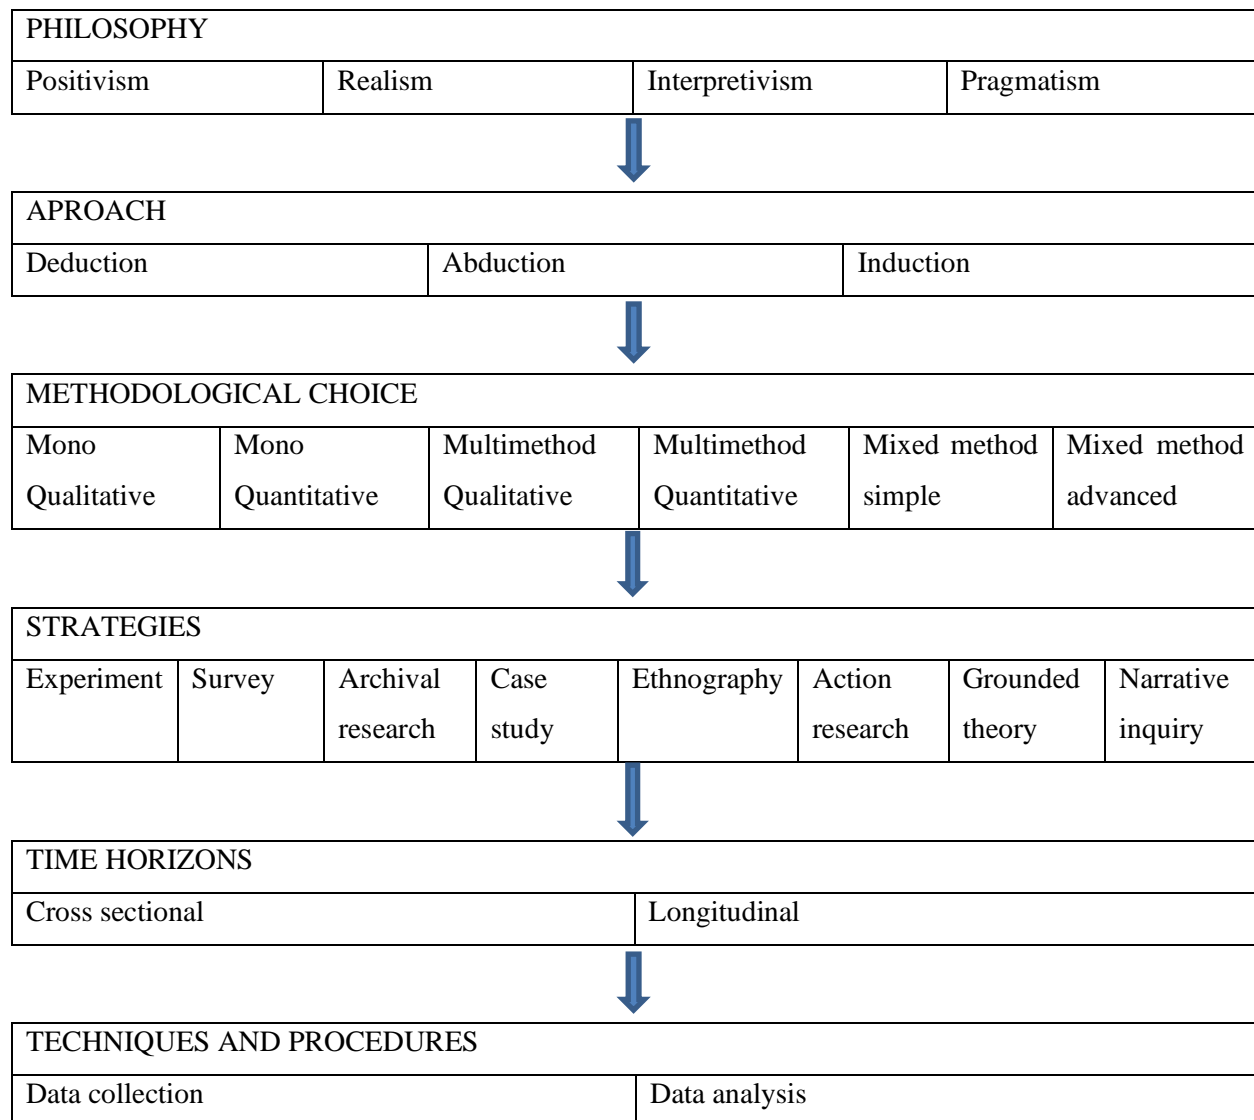 PHILOSOPHY
Positivism Realism Interpretivism Pragmatism
APROACH
Deduction Abduction Induction
METHODOLOGICAL CHOICE
Mono Mono Multimethod Multimethod Mixed method Mixed method
Qualitative Quantitative Qualitative Quantitative simple advanced
STRATEGIES
Experiment Survey Archival Case Ethnography Action Grounded Narrative
research study research theory inquiry
TIME HORIZONS
Cross sectional Longitudinal
TECHNIQUES AND PROCEDURES
Data collection Data analysis